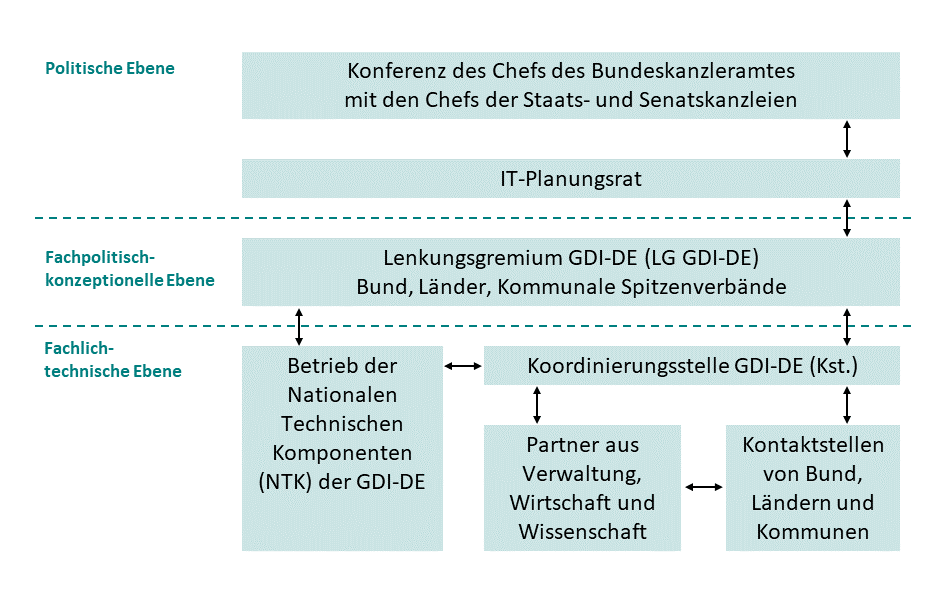 Politische Ebene
Konferenz des Chefs des Bundeskanzleramtes
mit den Chefs der Staats- und Senatskanzleien
IT-Planungsrat
Fachpolitisch-
konzeptionelle Ebene
Lenkungsgremium GDI-DE (LG GDI-DE)
Bund, Länder, Kommunale Spitzenverbände
Fachlich-
technische Ebene
Betrieb der
Nationalen
Technischen
Komponenten
(NTK) der GDI-DE
Koordinierungsstelle GDI-DE (Kst.)
Partner aus
Verwaltung,
Wirtschaft und
Wissenschaft
Kontaktstellen
von Bund,
Ländern und
Kommunen